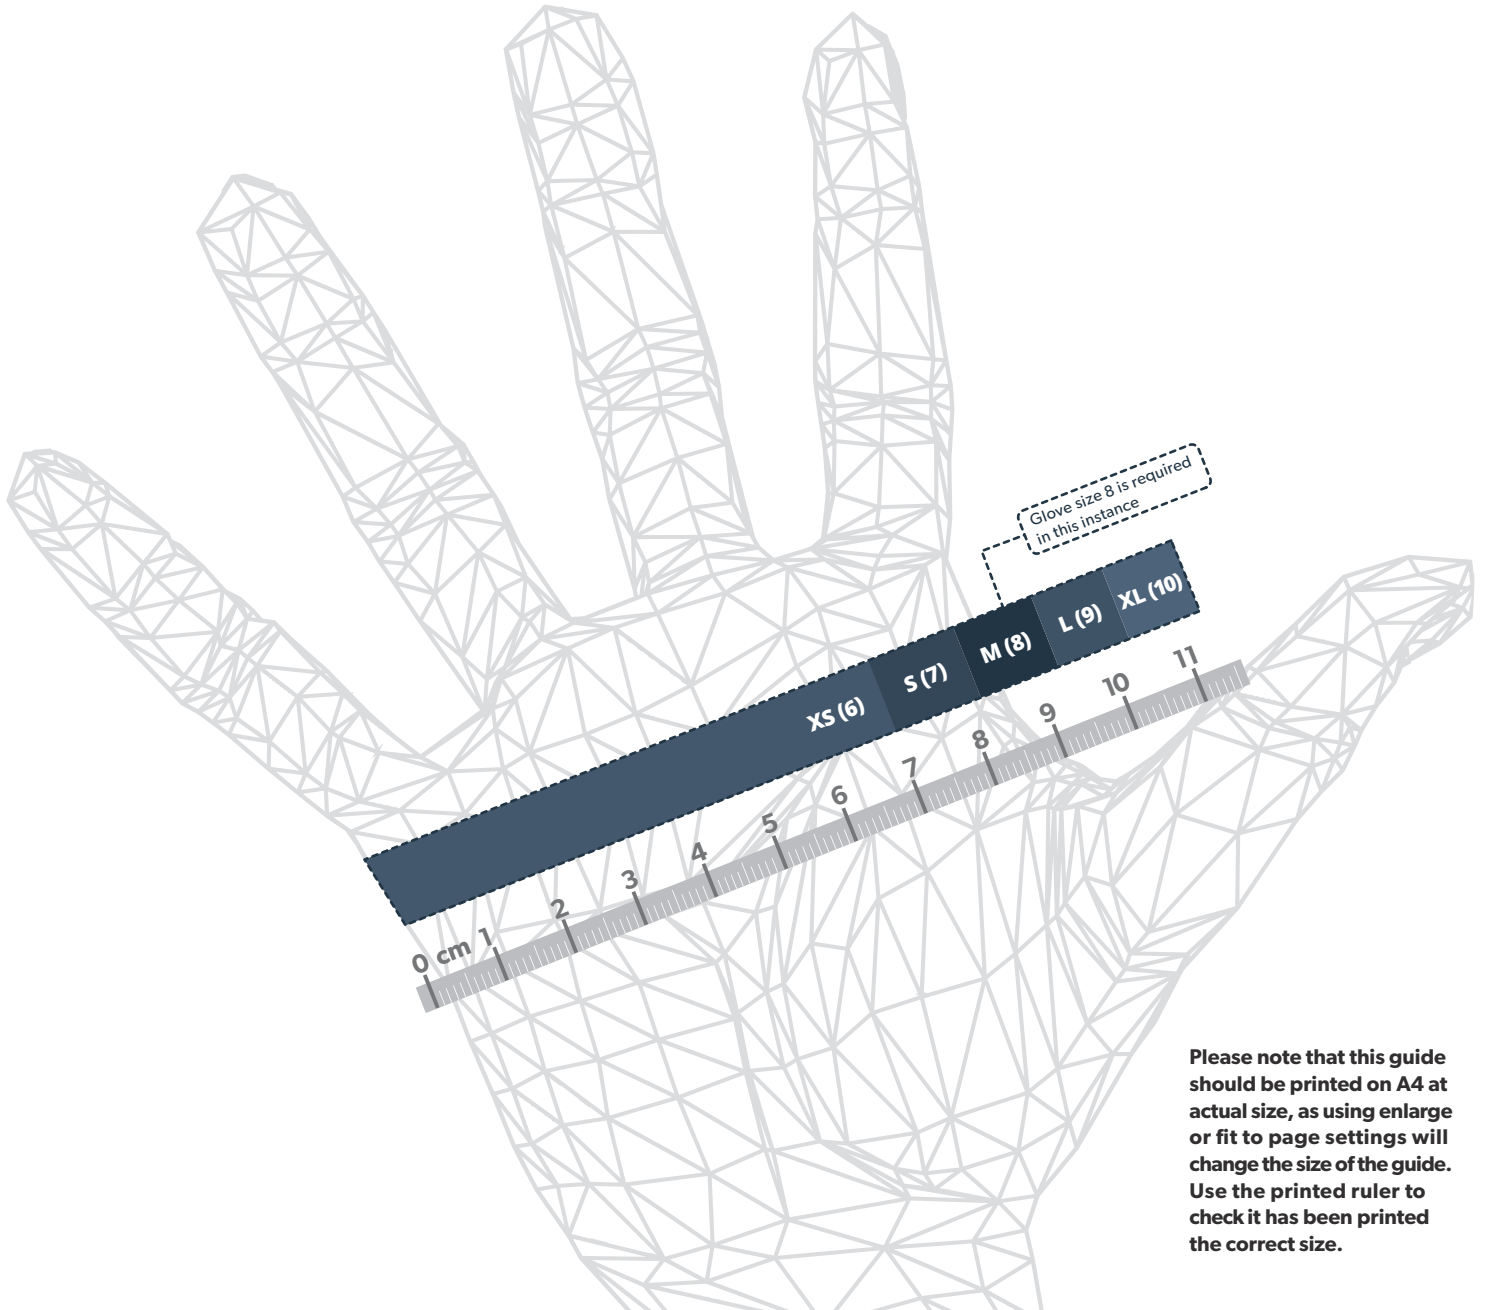 Glove size 8 is required
in this instance
XS (6)
S (7)
M (8)
L (9)
XL (10)
0 cm 1 2 3 4 5 6 7 8 9 10 11
Please note that this guide
should be printed on A4 at
actual size, as using enlarge
or fit to page settings will
change the size of the guide.
Use the printed ruler to
check it has been printed
the correct size.